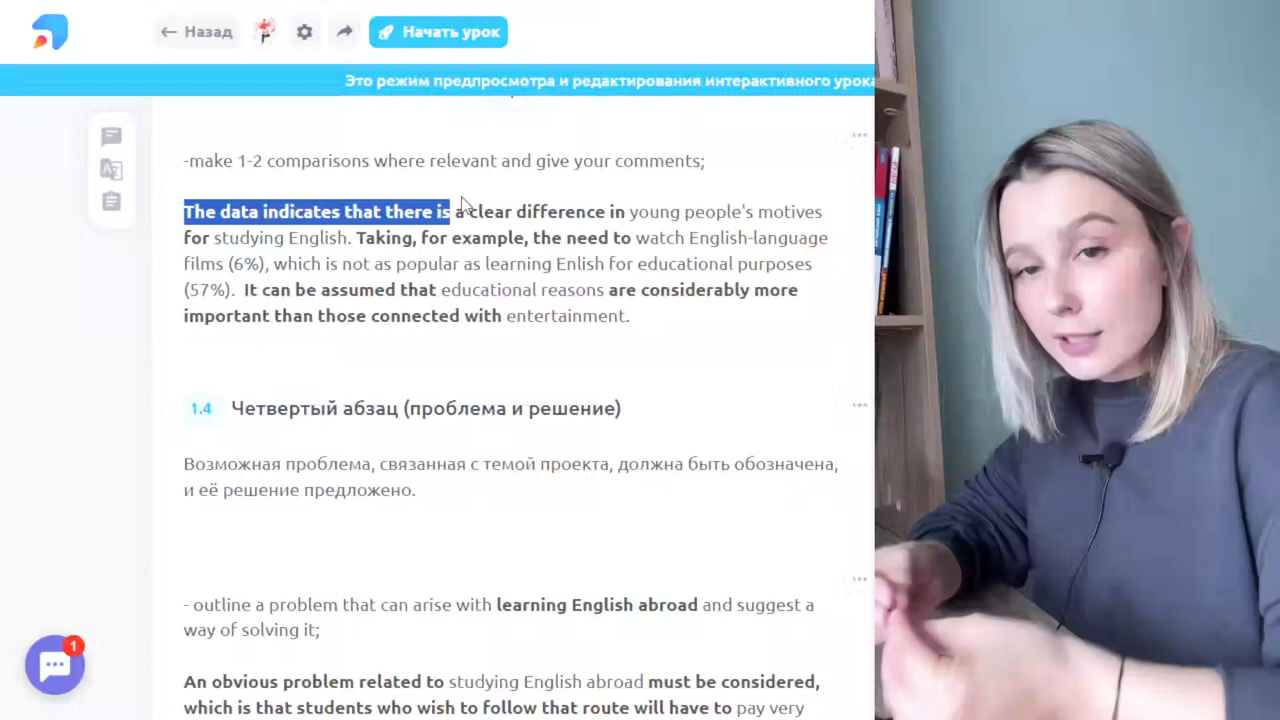 Назад
Начать урок
Это режим предпросмотра и редактирования интерактивного урока
-make 1-2 comparisons where relevant and give your comments;
The data indicates that there is a clear difference in young people's motives
for studying English. Taking, for example, the need to watch English-language
films (6%), which is not as popular as learning Enlish for educational purposes
(57%). It can be assumed that educational reasons are considerably more
important than those connected with entertainment.
1.4 Четвертый абзац (проблема и решение)
Возможная проблема, связанная с темой проекта, должна быть обозначена,
и её решение предложено.
- outline a problem that can arise with learning English abroad and suggest a
way of solving it;
1
An obvious problem related to studying English abroad must be considered,
which is that students who wish to follow that route will have to pay very